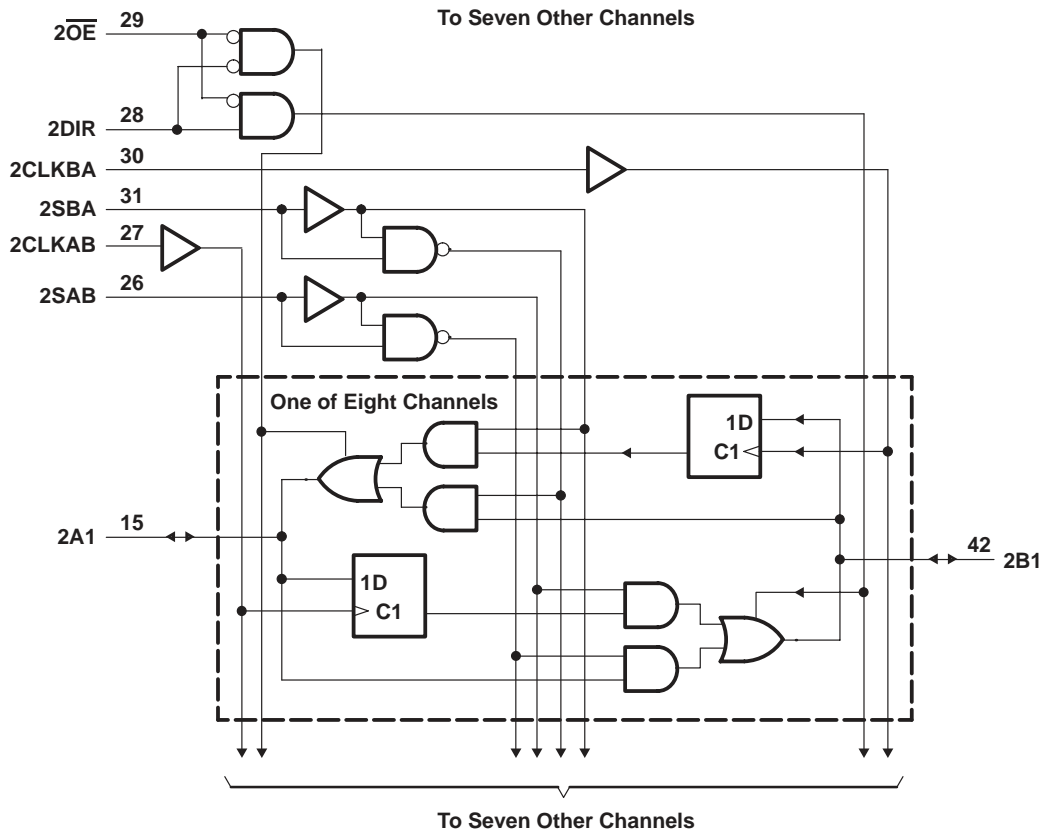 To Seven Other Channels
2O̅E̅ 29
2DIR 28
2CLKBA 30
2SBA 31
2CLKAB 27
2SAB 26
One of Eight Channels
1D
C1
2A1 15
42 2B1
1D
C1
To Seven Other Channels